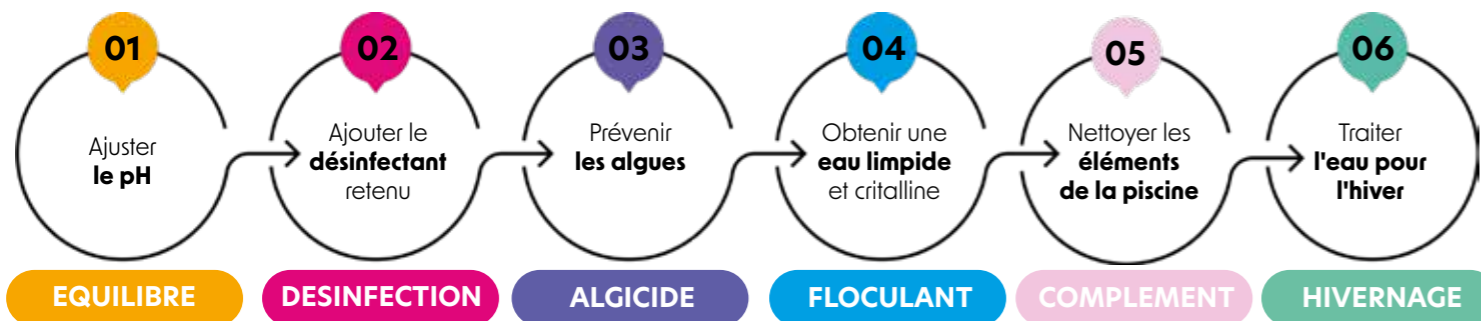 01
Ajuster
le pH
EQUILIBRE
02
Ajouter le
désinfectant
retenu
DESINFECTION
03
Prévenir
les algues
ALGICIDE
04
Obtenir une
eau limpide
et critalline
FLOCULANT
05
Nettoyer les
éléments
de la piscine
COMPLEMENT
06
Traiter
l'eau pour
l'hiver
HIVERNAGE